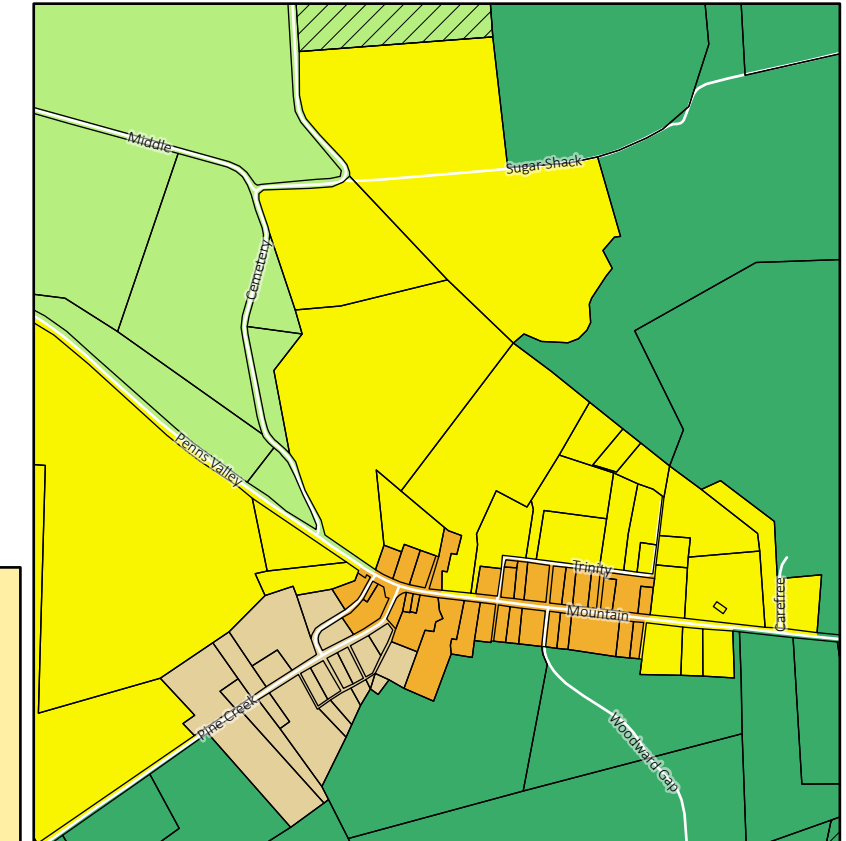 Middle
Sugar Shack
Cemetery
Penns Valley
Trinity
Mountain
Carefree
Pine Creek
Woodward Gap